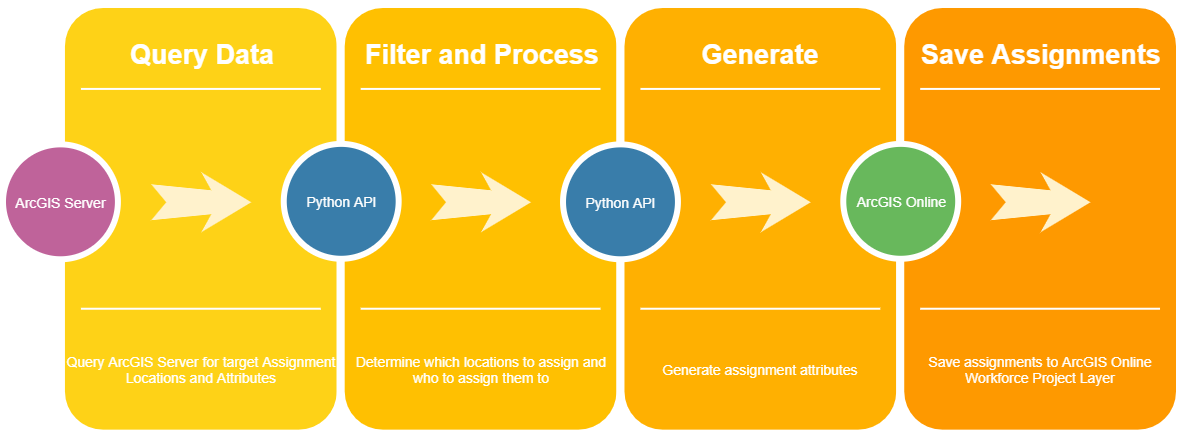 Query Data
Filter and Process
Generate
Save Assignments
ArcGIS Server
Python API
Python API
ArcGIS Online
Query ArcGIS Server for target Assignment
Locations and Attributes
Determine which locations to assign and
who to assign them to
Generate assignment attributes
Save assignments to ArcGIS Online
Workforce Project Layer